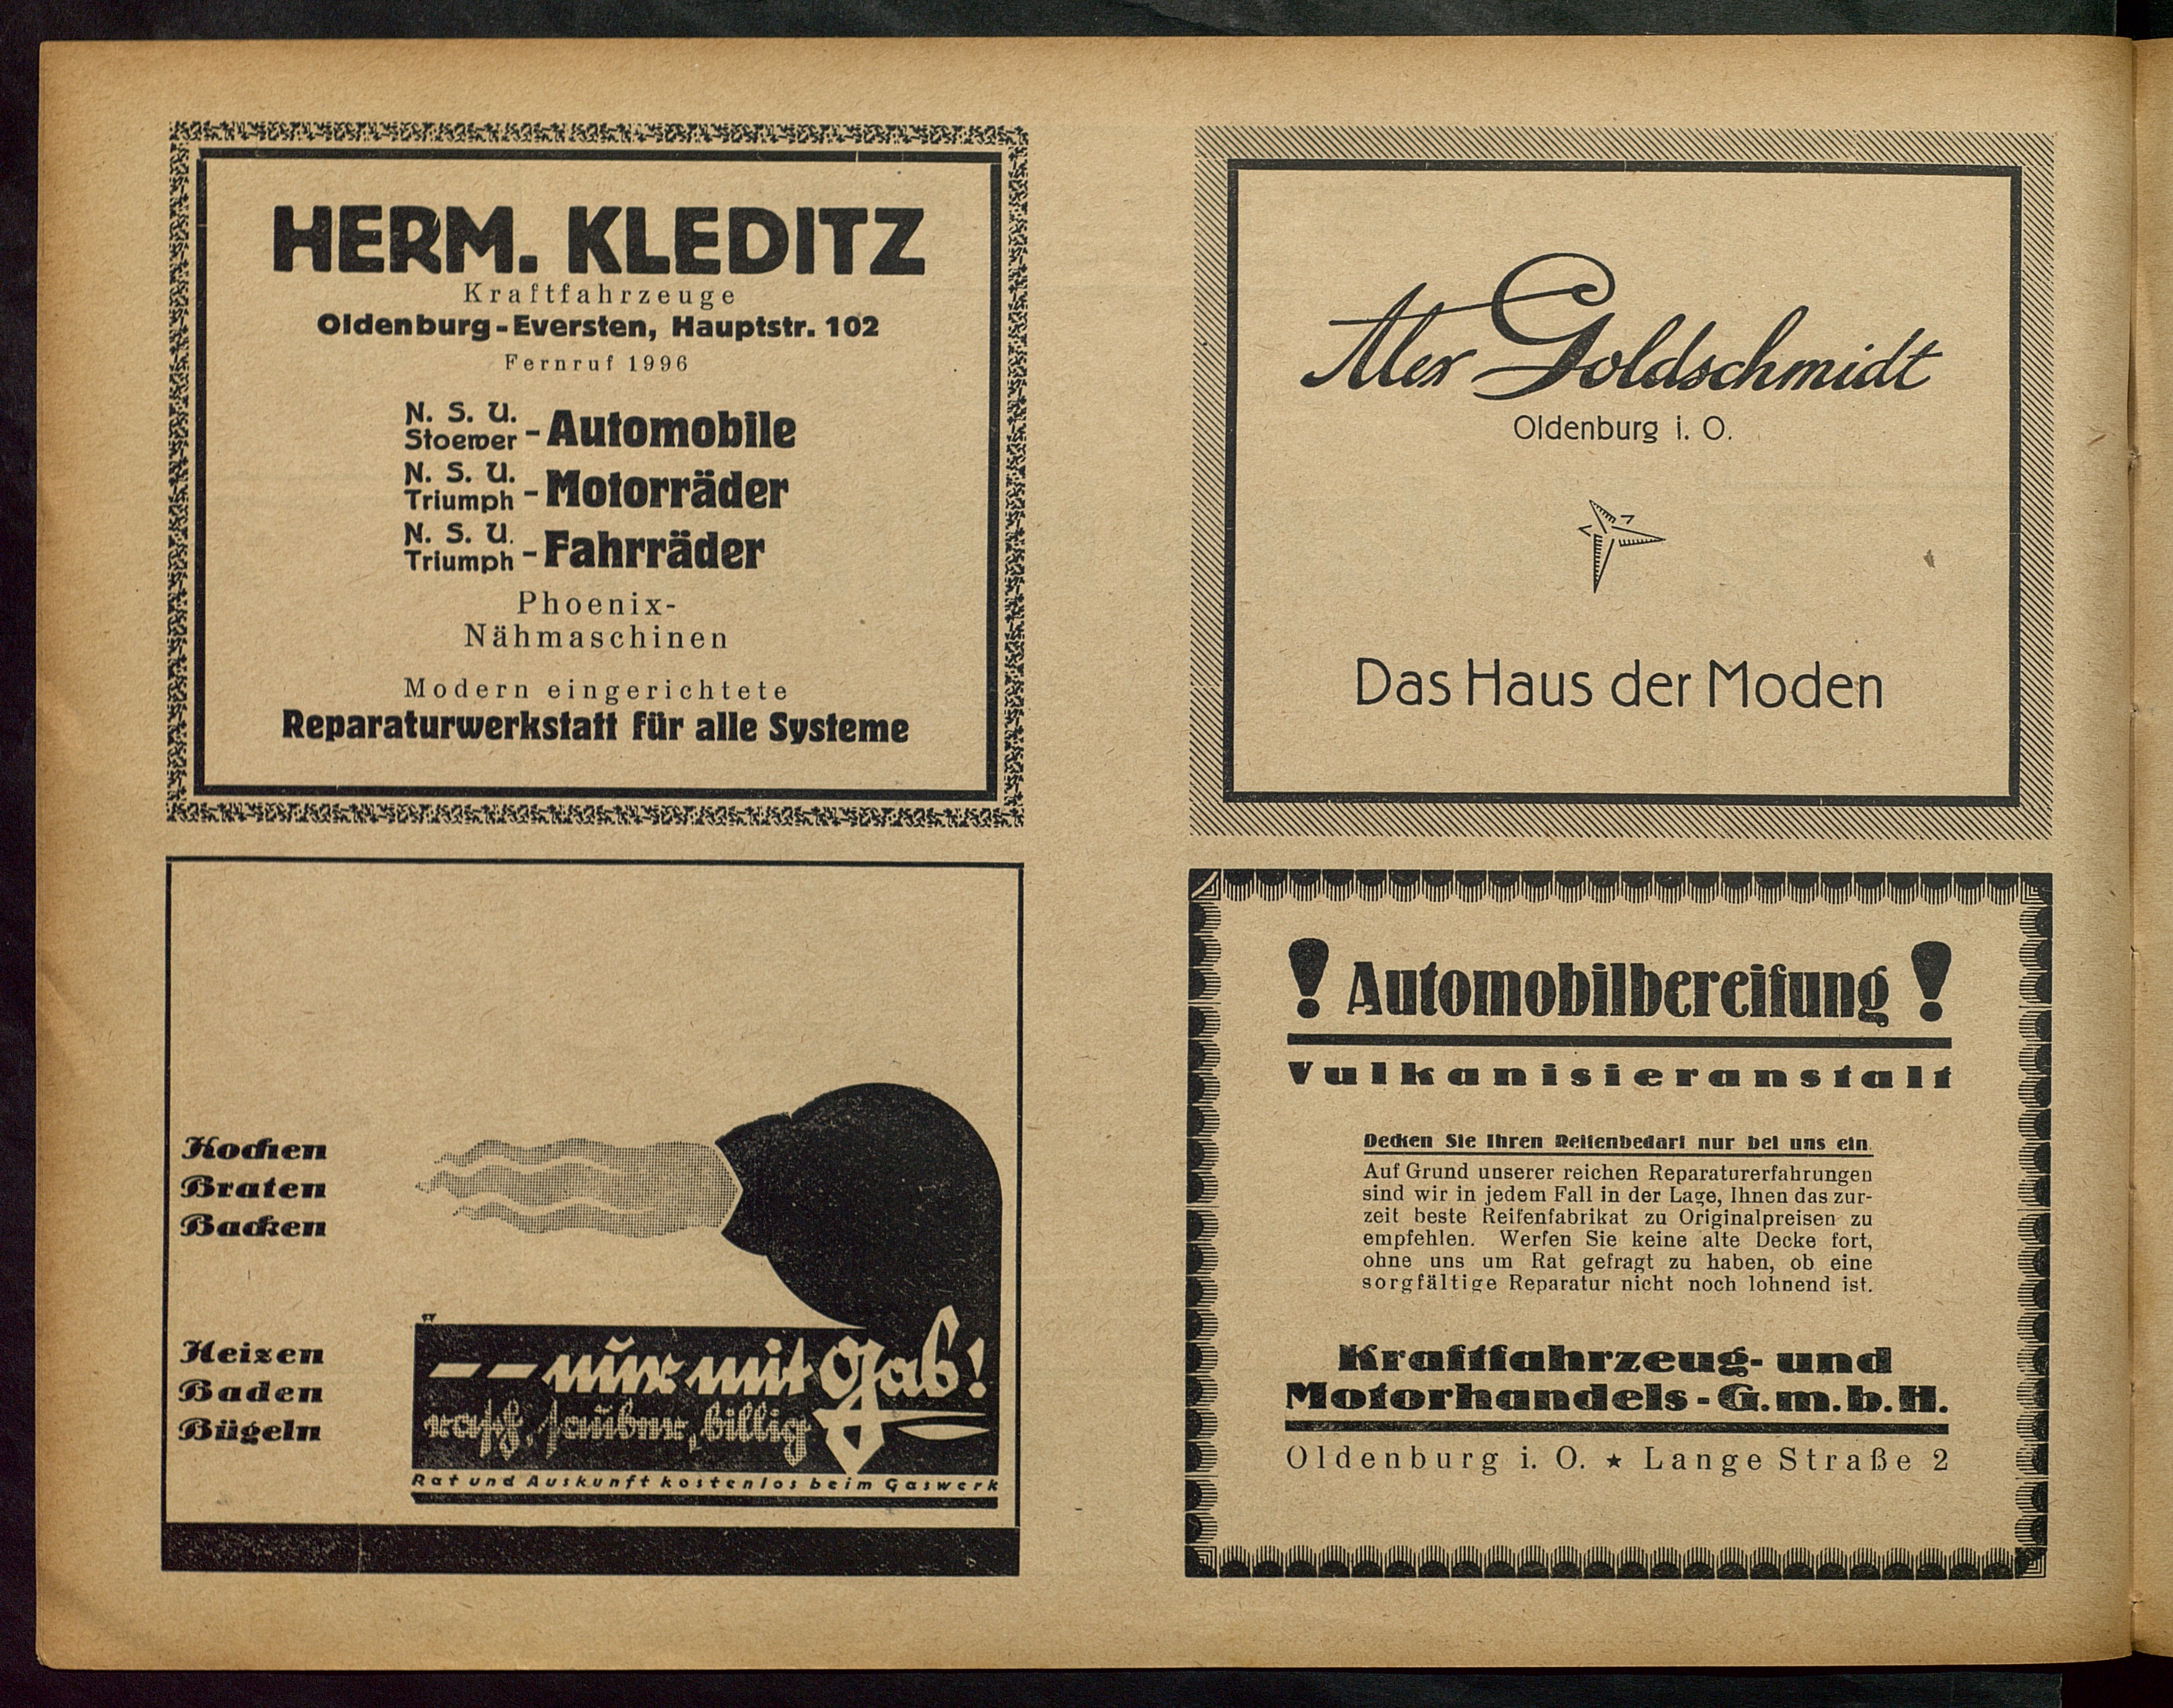 HERM. KLEDITZ
Kraftfahrzeuge
Oldenburg-Eversten, Hauptstr. 102
Fernruf 1996
N. S. U.
Stoewer - Automobile
N. S. U.
Triumph - Motorräder
N. S. U.
Triumph - Fahrräder
Phoenix-
Nähmaschinen
Modern eingerichtete
Reparaturwerkstatt für alle Systeme
Alex Goldschmidt
Oldenburg i. O.
Das Haus der Moden
Kochen
Braten
Backen
Heizen
Baden
Bügeln
-- nur mit Gas!
rasch, sauber, billig
Rat und Auskunft kostenlos beim Gaswerk
! Automobilbereifung !
Vulkanisieranstalt
Decken Sie Ihren Reifenbedarf nur bei uns ein.
Auf Grund unserer reichen Reparaturerfahrungen
sind wir in jedem Fall in der Lage, Ihnen das zur-
zeit beste Reifenfabrikat zu Originalpreisen zu
empfehlen. Werfen Sie keine alte Decke fort,
ohne uns um Rat gefragt zu haben, ob eine
sorgfältige Reparatur nicht noch lohnend ist.
Kraftfahrzeug- und
Motorhandels-G.m.b.H.
Oldenburg i. O. ★ Lange Straße 2